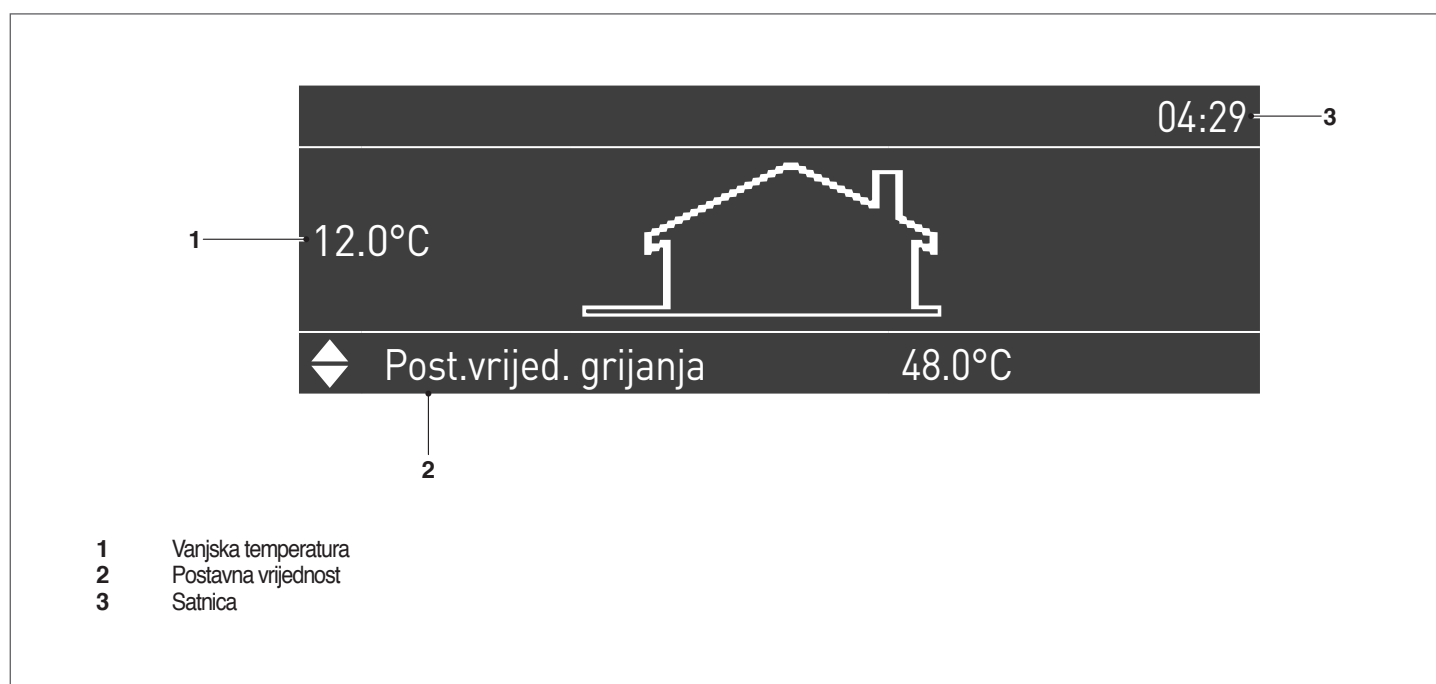 04:29
3
1
12.0°C
Post.vrijed. grijanja 48.0°C
2
1 Vanjska temperatura
2 Postavna vrijednost
3 Satnica